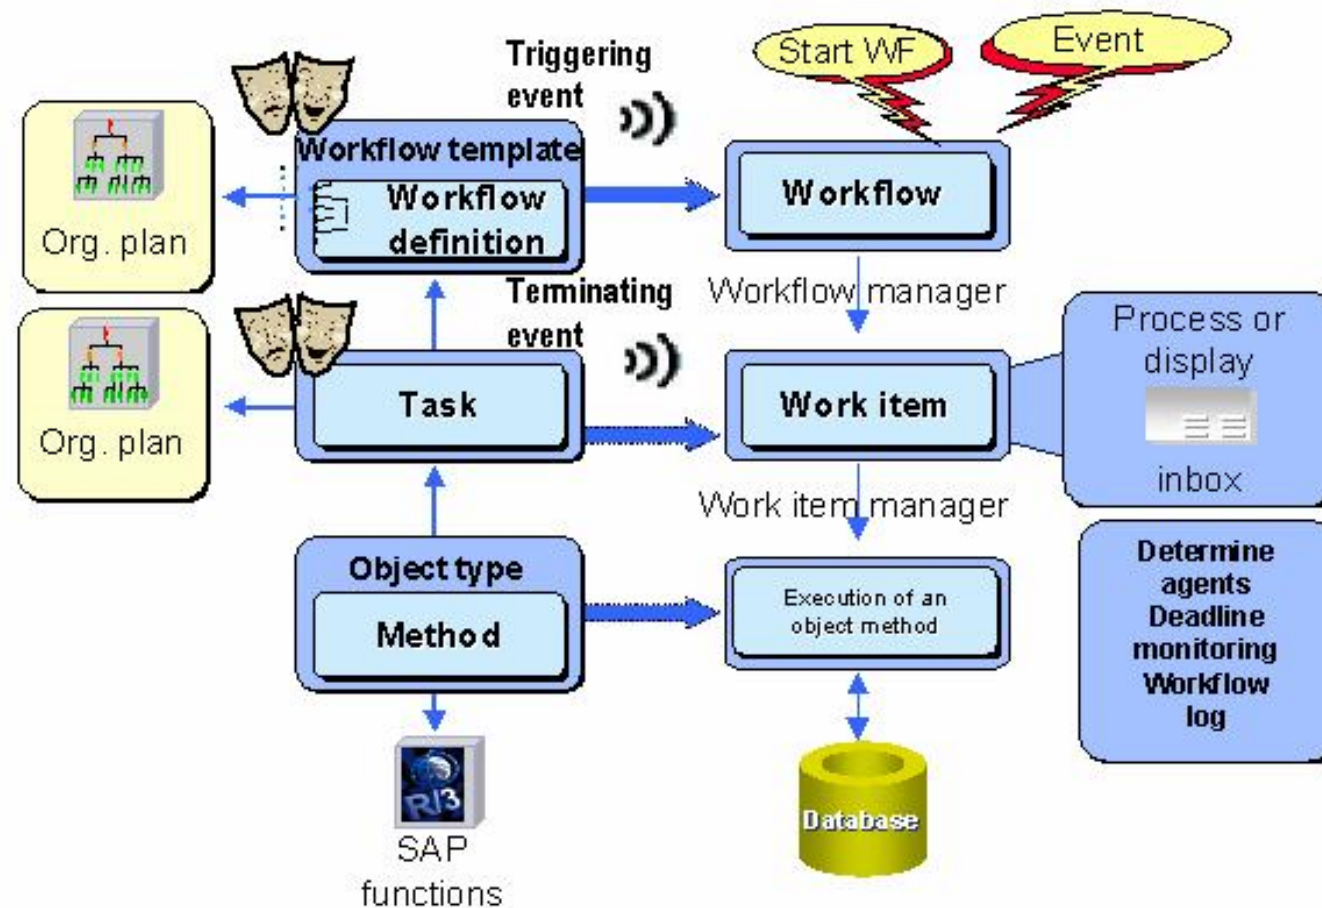 Triggering
event
Start WF
Event
Workflow template
Workflow
definition
Workflow
Org. plan
Terminating
event
Workflow manager
Task
Work item
Process or
display
inbox
Org. plan
Work item manager
Object type
Method
Execution of an
object method
Determine
agents
Deadline
monitoring
Workflow
log
R/3
SAP
functions
Database